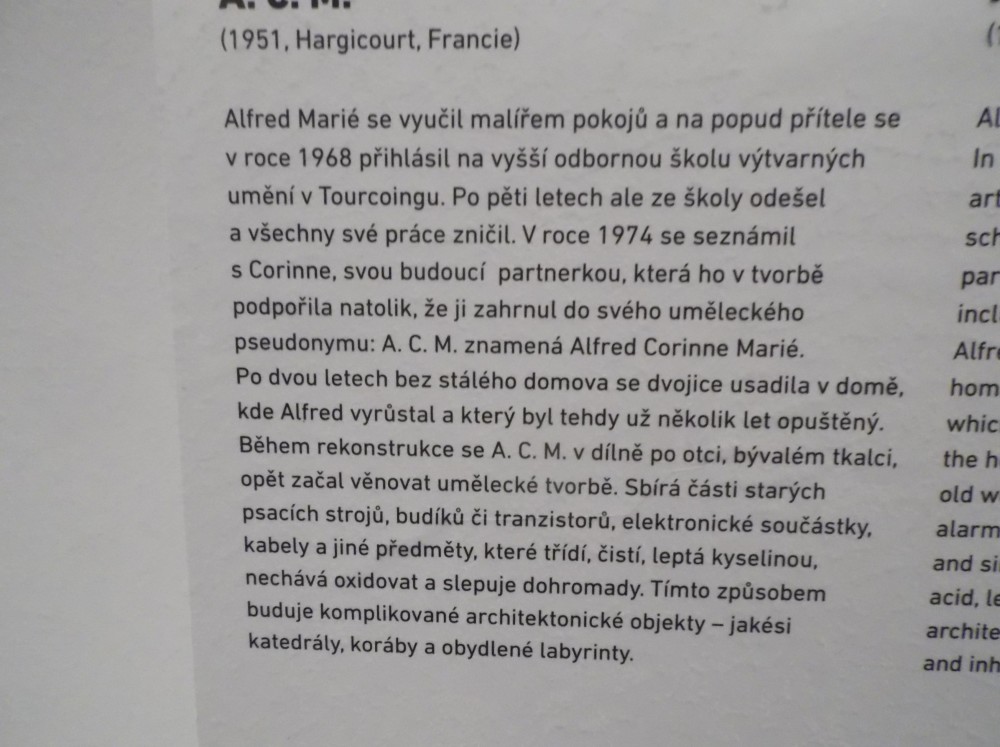 A. C. M.
(1951, Hargicourt, Francie)
Alfred Marié se vyučil malířem pokojů a na popud přítele se
v roce 1968 přihlásil na vyšší odbornou školu výtvarných
umění v Tourcoingu. Po pěti letech ale ze školy odešel
a všechny své práce zničil. V roce 1974 se seznámil
s Corinne, svou budoucí partnerkou, která ho v tvorbě
podpořila natolik, že ji zahrnul do svého uměleckého
pseudonymu: A. C. M. znamená Alfred Corinne Marié.
Po dvou letech bez stálého domova se dvojice usadila v domě,
kde Alfred vyrůstal a který byl tehdy už několik let opuštěný.
Během rekonstrukce se A. C. M. v dílně po otci, bývalém tkalci,
opět začal věnovat umělecké tvorbě. Sbírá části starých
psacích strojů, budíků či tranzistorů, elektronické součástky,
kabely a jiné předměty, které třídí, čistí, leptá kyselinou,
nechává oxidovat a slepuje dohromady. Tímto způsobem
buduje komplikované architektonické objekty – jakési
katedrály, koráby a obydlené labyrinty.
Al
In
art
sch
par
incl
Alfre
hom
whic
the h
old w
alarm
and si
acid, le
archite
and inh